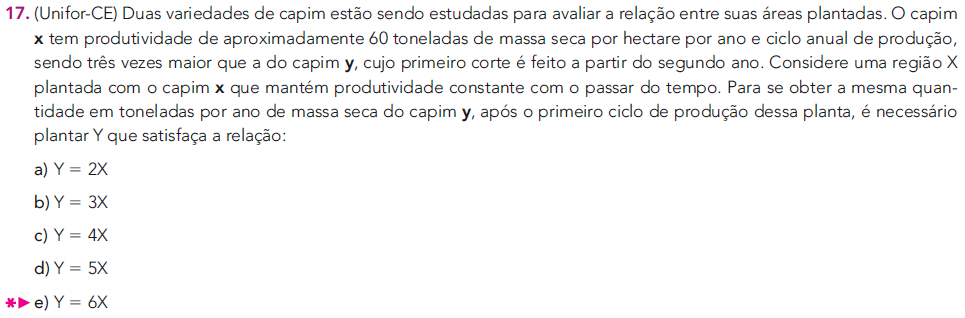 17. (Unifor-CE) Duas variedades de capim estão sendo estudadas para avaliar a relação entre suas áreas plantadas. O capim
x tem produtividade de aproximadamente 60 toneladas de massa seca por hectare por ano e ciclo anual de produção,
sendo três vezes maior que a do capim y, cujo primeiro corte é feito a partir do segundo ano. Considere uma região X
plantada com o capim x que mantém produtividade constante com o passar do tempo. Para se obter a mesma quan-
tidade em toneladas por ano de massa seca do capim y, após o primeiro ciclo de produção dessa planta, é necessário
plantar Y que satisfaça a relação:
a) Y = 2X
b) Y = 3X
c) Y = 4X
d) Y = 5X
e) Y = 6X